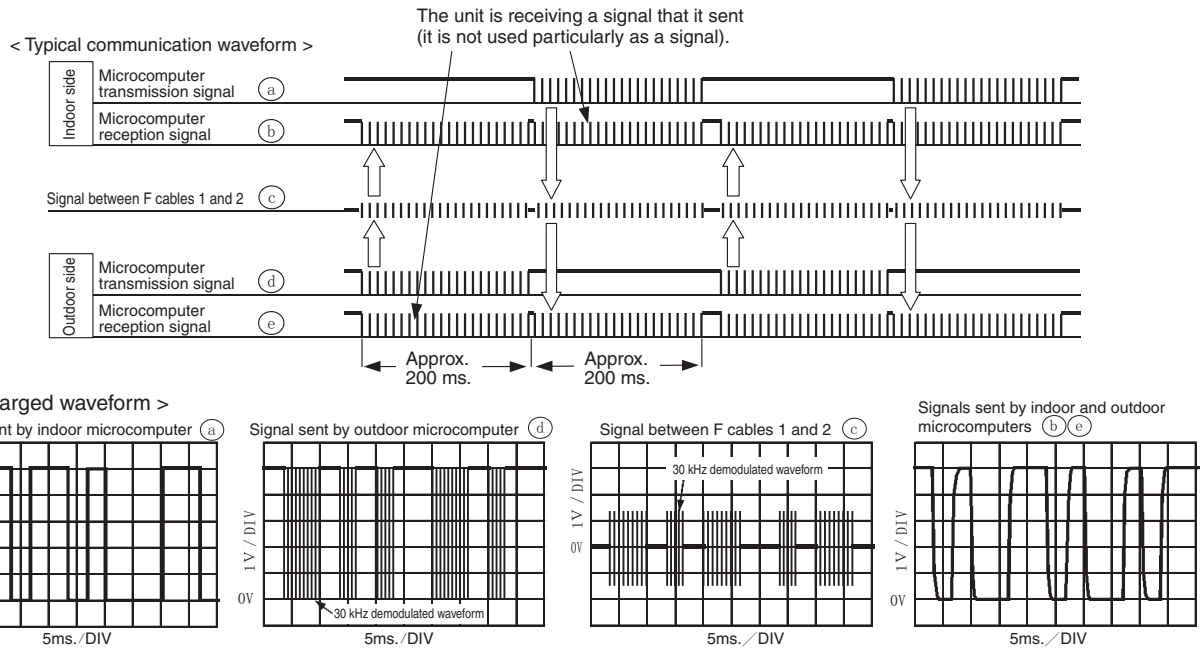 The unit is receiving a signal that it sent
(it is not used particularly as a signal).
< Typical communication waveform >
Indoor side
Microcomputer
transmission signal a
Microcomputer
reception signal b
Signal between F cables 1 and 2 c
Outdoor side
Microcomputer
transmission signal d
Microcomputer
reception signal e
Approx.
200 ms.
Approx.
200 ms.
arged waveform >
nt by indoor microcomputer a
5ms./DIV
Signal sent by outdoor microcomputer d
1V/DIV
0V
30 kHz demodulated waveform
5ms./DIV
Signal between F cables 1 and 2 c
30 kHz demodulated waveform
1V/DIV
0V
5ms./DIV
Signals sent by indoor and outdoor
microcomputers b e
1V/DIV
0V
5ms./DIV